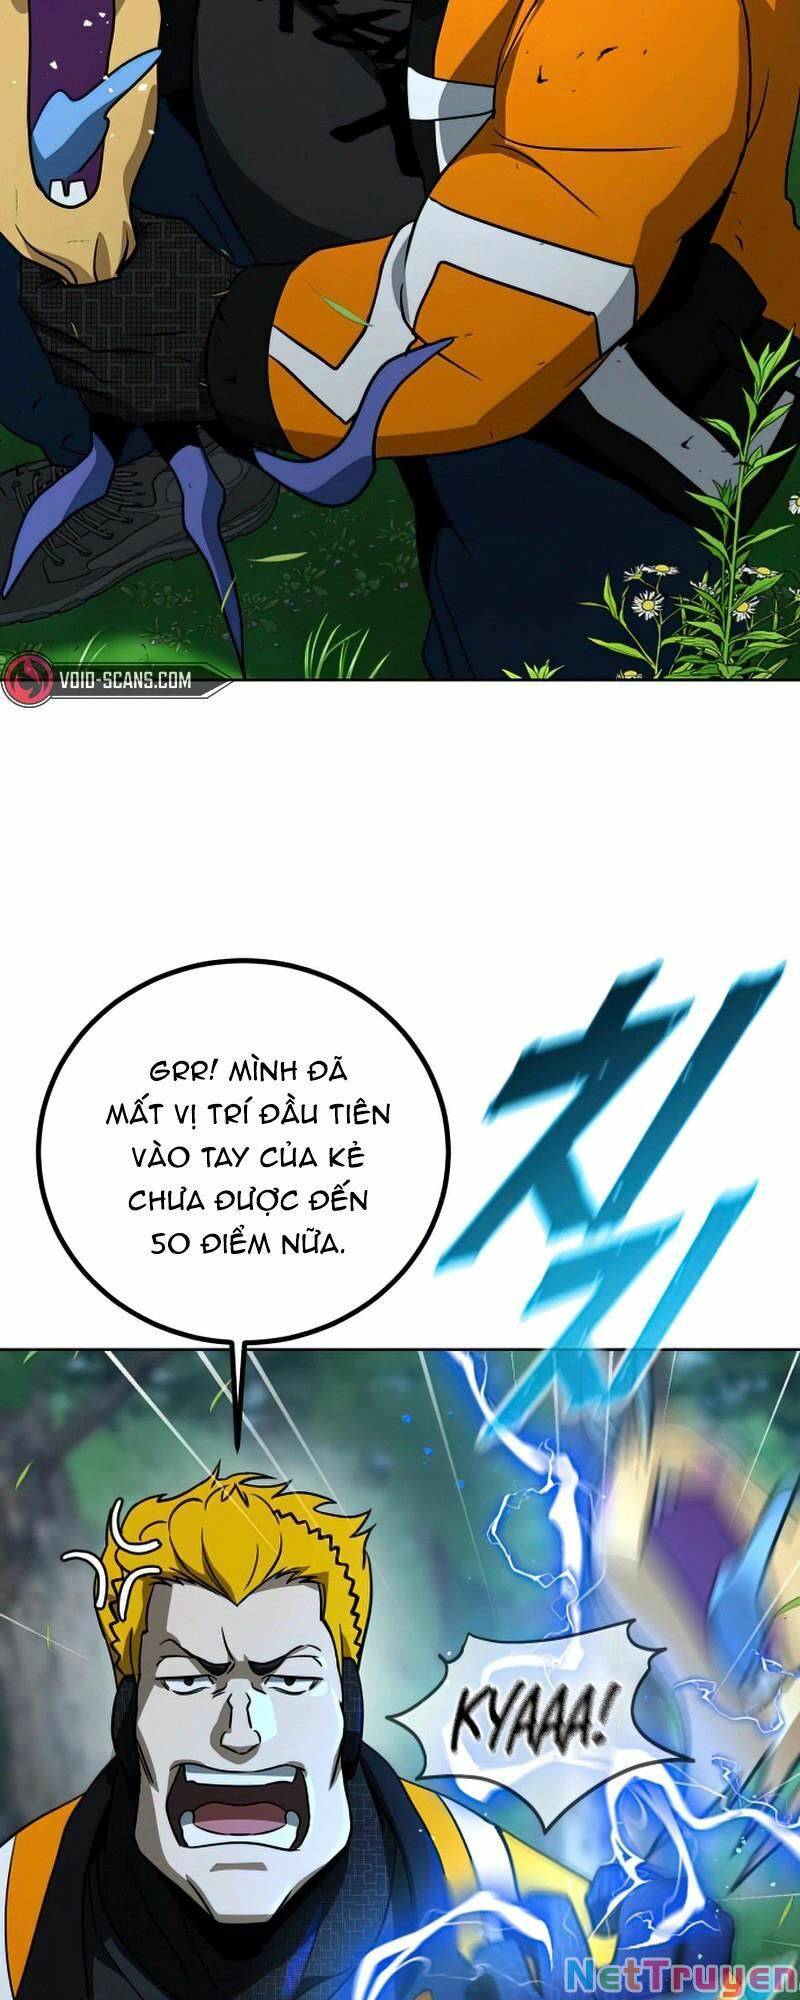 VOID-SCANS.COM
GRR! MÌNH ĐÃ
MẤT VỊ TRÍ ĐẦU TIÊN
VÀO TAY CỦA KẺ
CHƯA ĐƯỢC ĐẾN
50 ĐIỂM NỮA.
치직
KYAAA!
NetTruyen